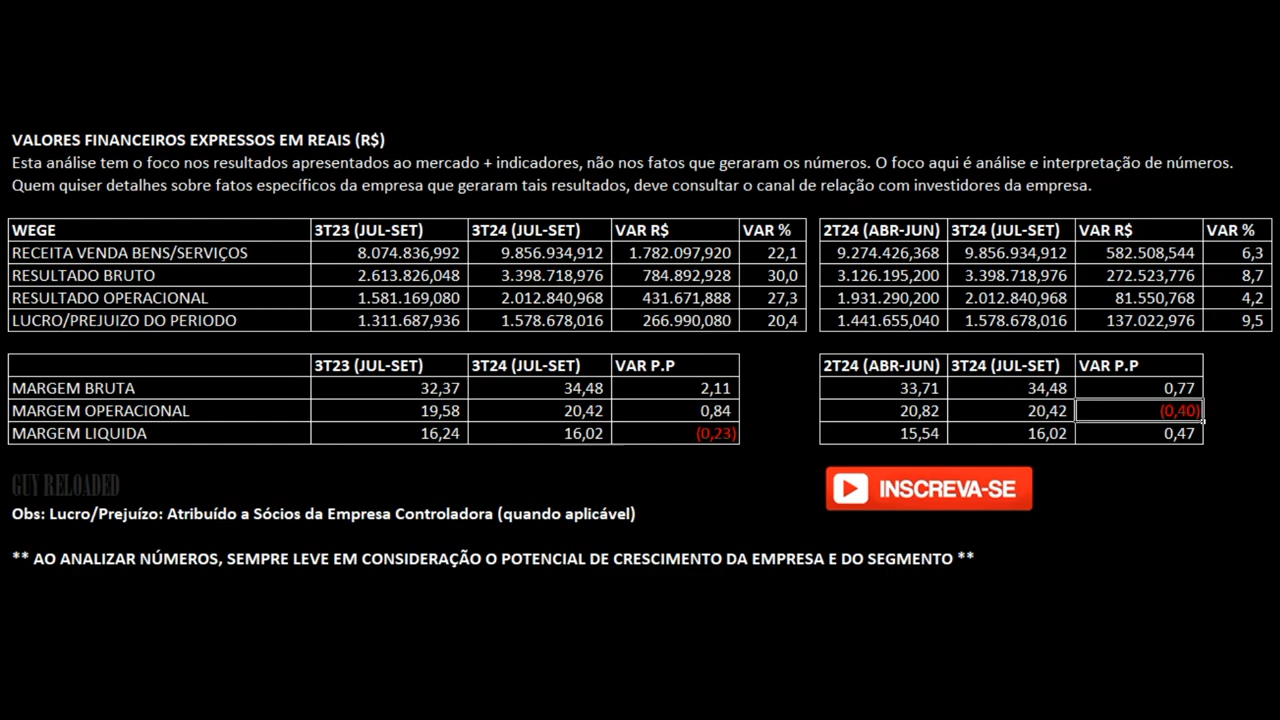 VALORES FINANCEIROS EXPRESSOS EM REAIS (R$)
Esta análise tem o foco nos resultados apresentados ao mercado + indicadores, não nos fatos que geraram os números. O foco aqui é análise e interpretação de números.
Quem quiser detalhes sobre fatos específicos da empresa que geraram tais resultados, deve consultar o canal de relação com investidores da empresa.
WEGE 3T23 (JUL-SET) 3T24 (JUL-SET) VAR R$ VAR % 2T24 (ABR-JUN) 3T24 (JUL-SET) VAR R$ VAR %
RECEITA VENDA BENS/SERVIÇOS 8.074.836,992 9.856.934,912 1.782.097,920 22,1 9.274.426,368 9.856.934,912 582.508,544 6,3
RESULTADO BRUTO 2.613.826,048 3.398.718,976 784.892,928 30,0 3.126.195,200 3.398.718,976 272.523,776 8,7
RESULTADO OPERACIONAL 1.581.169,080 2.012.840,968 431.671,888 27,3 1.931.290,200 2.012.840,968 81.550,768 4,2
LUCRO/PREJUIZO DO PERIODO 1.311.687,936 1.578.678,016 266.990,080 20,4 1.441.655,040 1.578.678,016 137.022,976 9,5
3T23 (JUL-SET) 3T24 (JUL-SET) VAR P.P 2T24 (ABR-JUN) 3T24 (JUL-SET) VAR P.P
MARGEM BRUTA 32,37 34,48 2,11 33,71 34,48 0,77
MARGEM OPERACIONAL 19,58 20,42 0,84 20,82 20,42 (0,40)
MARGEM LIQUIDA 16,24 16,02 (0,23) 15,54 16,02 0,47
GUY RELOADED
INSCREVA-SE
Obs: Lucro/Prejuízo: Atribuído a Sócios da Empresa Controladora (quando aplicável)
** AO ANALIZAR NÚMEROS, SEMPRE LEVE EM CONSIDERAÇÃO O POTENCIAL DE CRESCIMENTO DA EMPRESA E DO SEGMENTO **